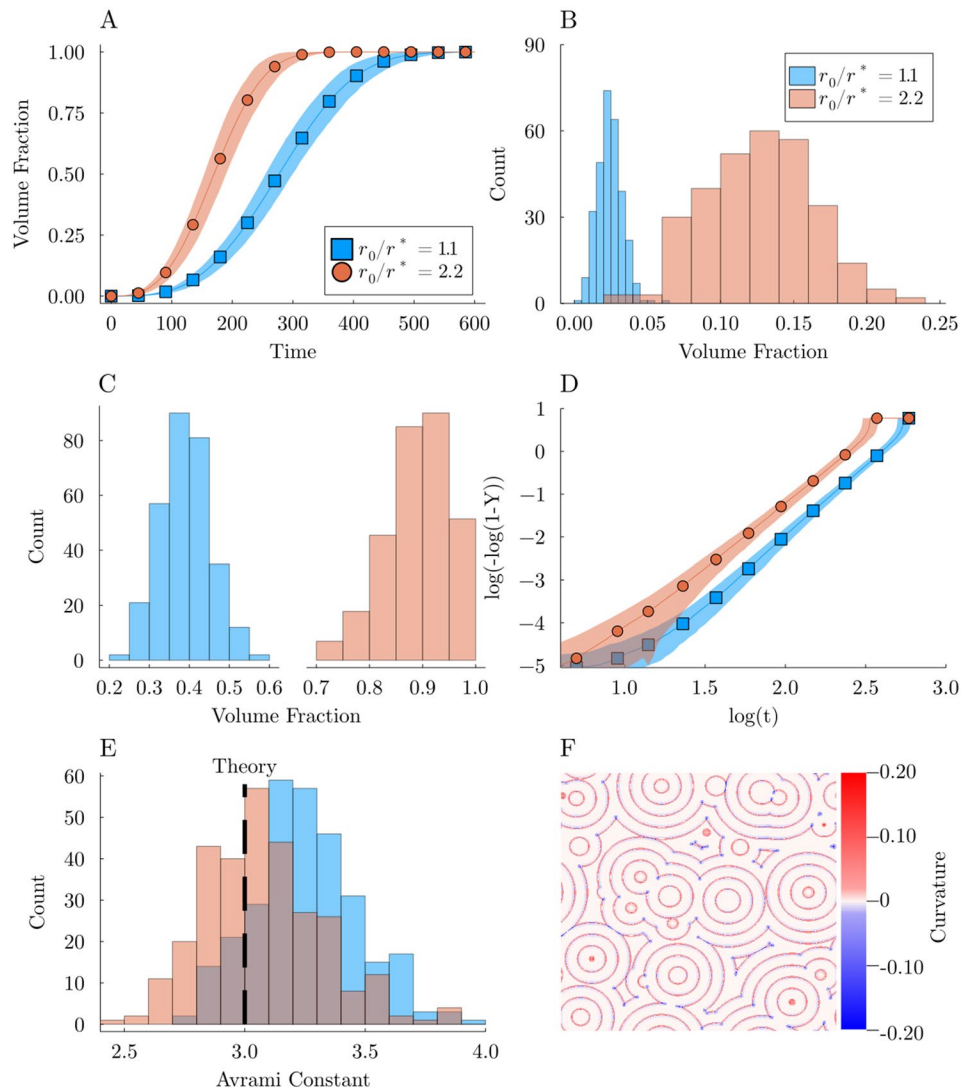 A
1.00
0.75
0.50
0.25
0.00
Volume Fraction
0 100 200 300 400 500 600
Time
r₀/r* = 1.1
r₀/r* = 2.2
B
90
60
30
0
Count
0.00 0.05 0.10 0.15 0.20 0.25
Volume Fraction
r₀/r* = 1.1
r₀/r* = 2.2
C
80
60
40
20
0
Count
0.2 0.3 0.4 0.5 0.6 0.7 0.8 0.9 1.0
Volume Fraction
D
1
0
−1
−2
−3
−4
−5
log(-log(1-Y))
1.0 1.5 2.0 2.5 3.0
log(t)
E
Theory
60
50
40
30
20
10
0
Count
2.5 3.0 3.5 4.0
Avrami Constant
F
0.20
0.10
0
-0.10
-0.20
Curvature